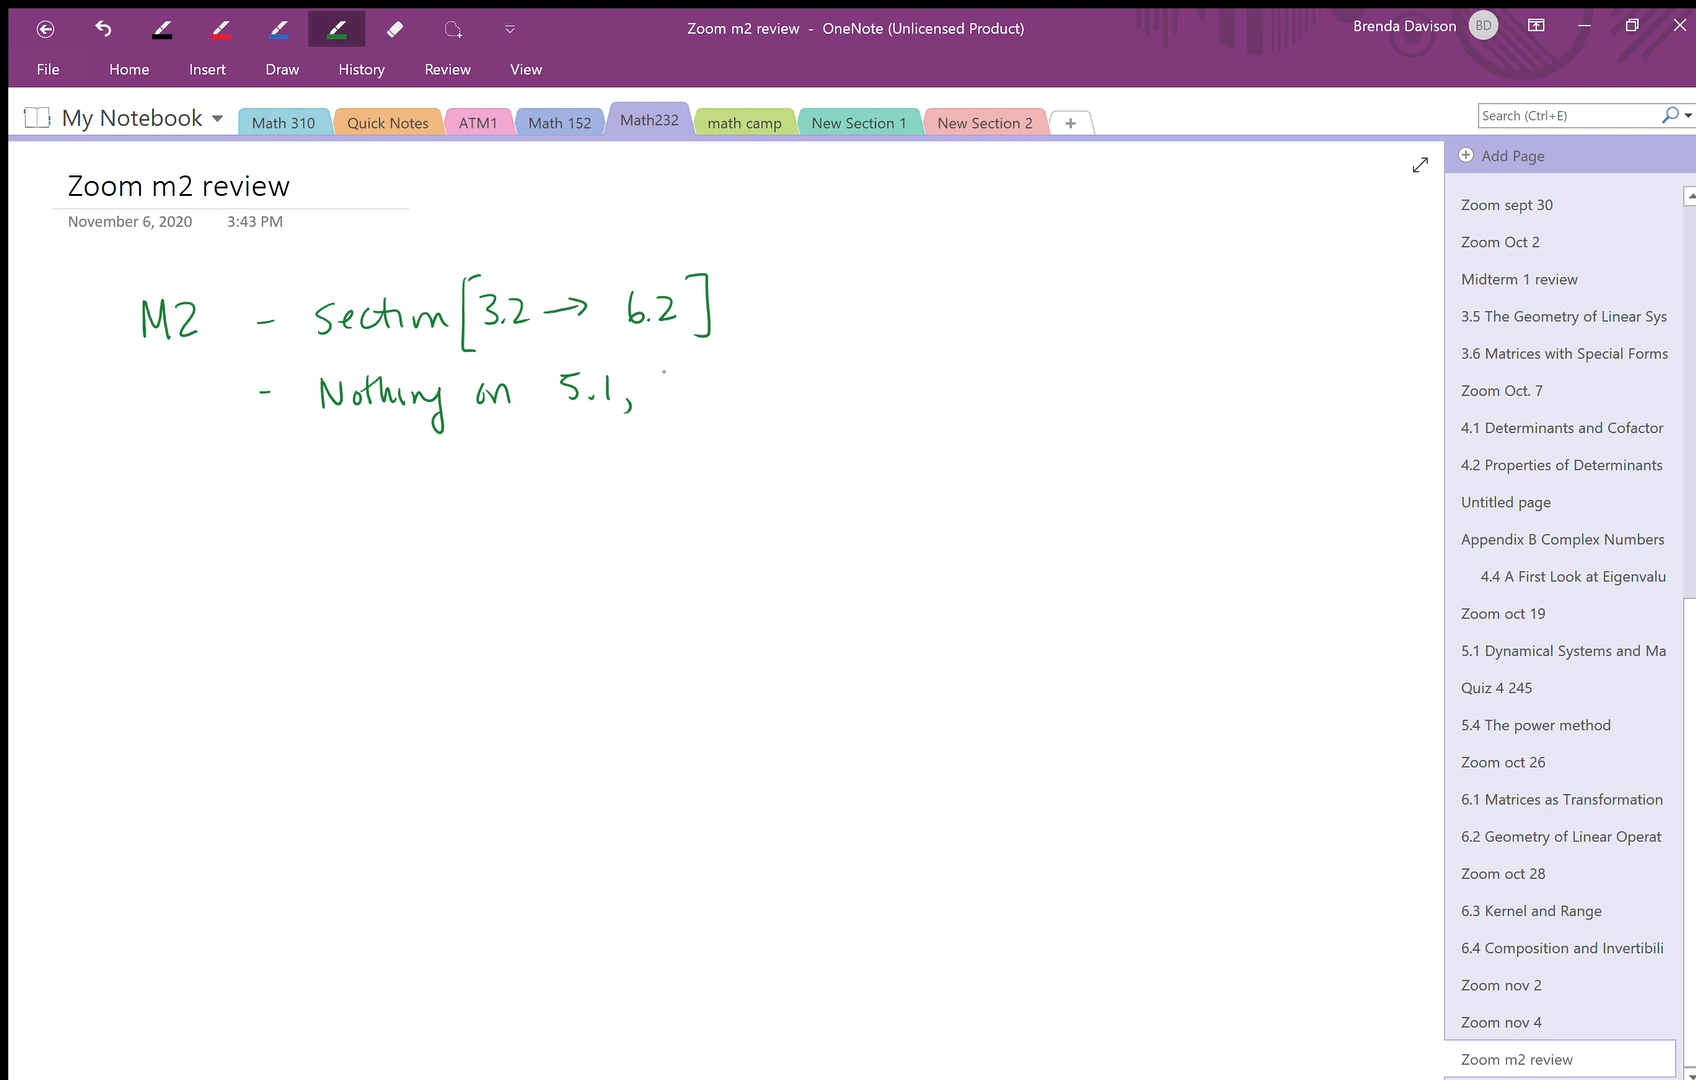 Zoom m2 review - OneNote (Unlicensed Product)
Brenda Davison BD
File Home Insert Draw History Review View
My Notebook
Math 310
Quick Notes
ATM1
Math 152
Math232
math camp
New Section 1
New Section 2
Search (Ctrl+E)
Zoom m2 review
November 6, 2020 3:43 PM
M2 - Section [3.2 → 6.2]
- Nothing on 5.1,
Add Page
Zoom sept 30
Zoom Oct 2
Midterm 1 review
3.5 The Geometry of Linear Sys
3.6 Matrices with Special Forms
Zoom Oct. 7
4.1 Determinants and Cofactor
4.2 Properties of Determinants
Untitled page
Appendix B Complex Numbers
4.4 A First Look at Eigenvalu
Zoom oct 19
5.1 Dynamical Systems and Ma
Quiz 4 245
5.4 The power method
Zoom oct 26
6.1 Matrices as Transformation
6.2 Geometry of Linear Operat
Zoom oct 28
6.3 Kernel and Range
6.4 Composition and Invertibili
Zoom nov 2
Zoom nov 4
Zoom m2 review